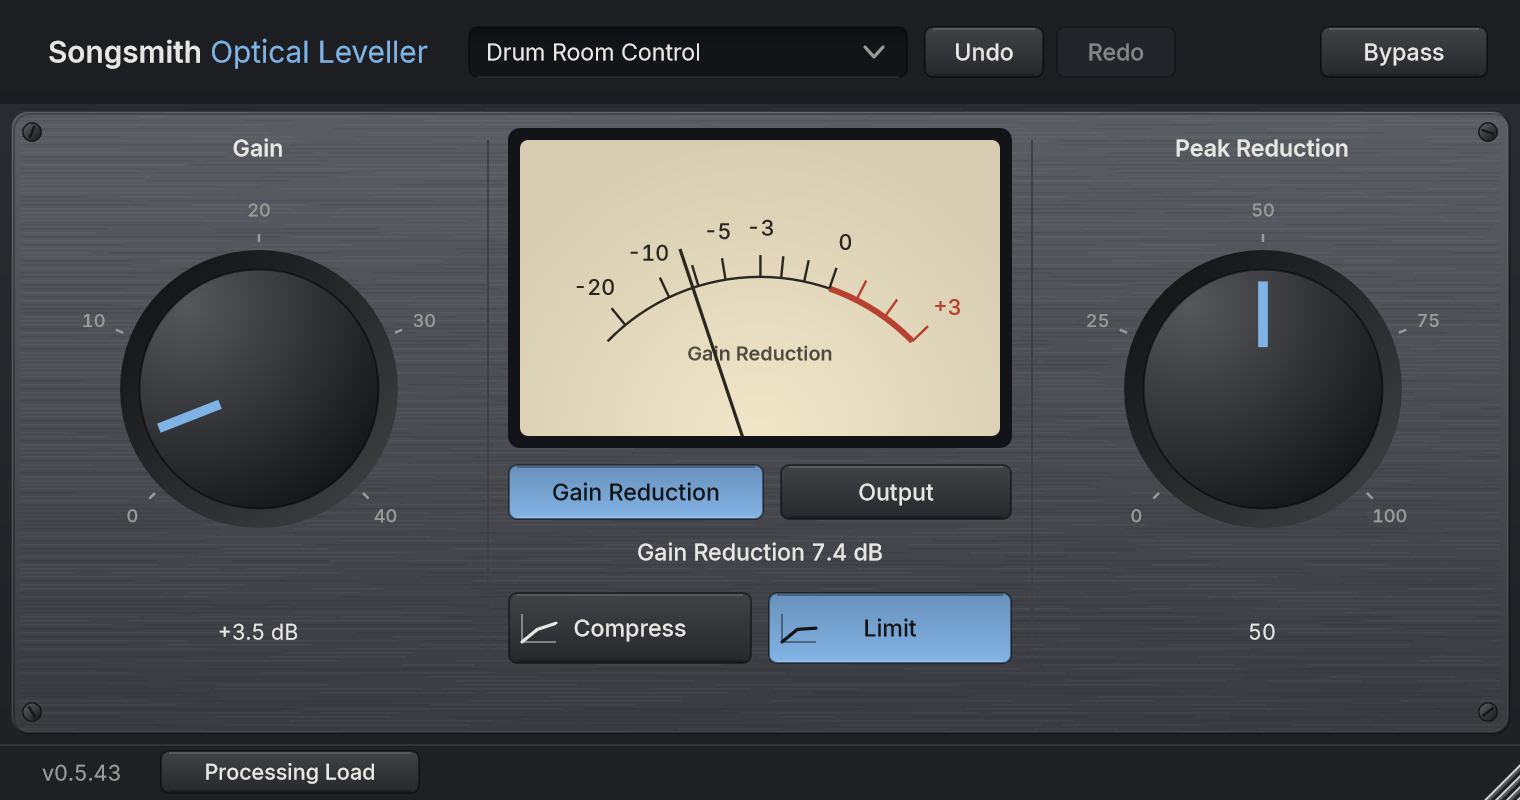 Songsmith Optical Leveller
Drum Room Control
Undo
Redo
Bypass
Gain
20
10
30
0
40
+3.5 dB
-20
-10
-5
-3
0
+3
Gain Reduction
Gain Reduction
Output
Gain Reduction 7.4 dB
Compress
Limit
Peak Reduction
50
25
75
0
100
50
v0.5.43
Processing Load